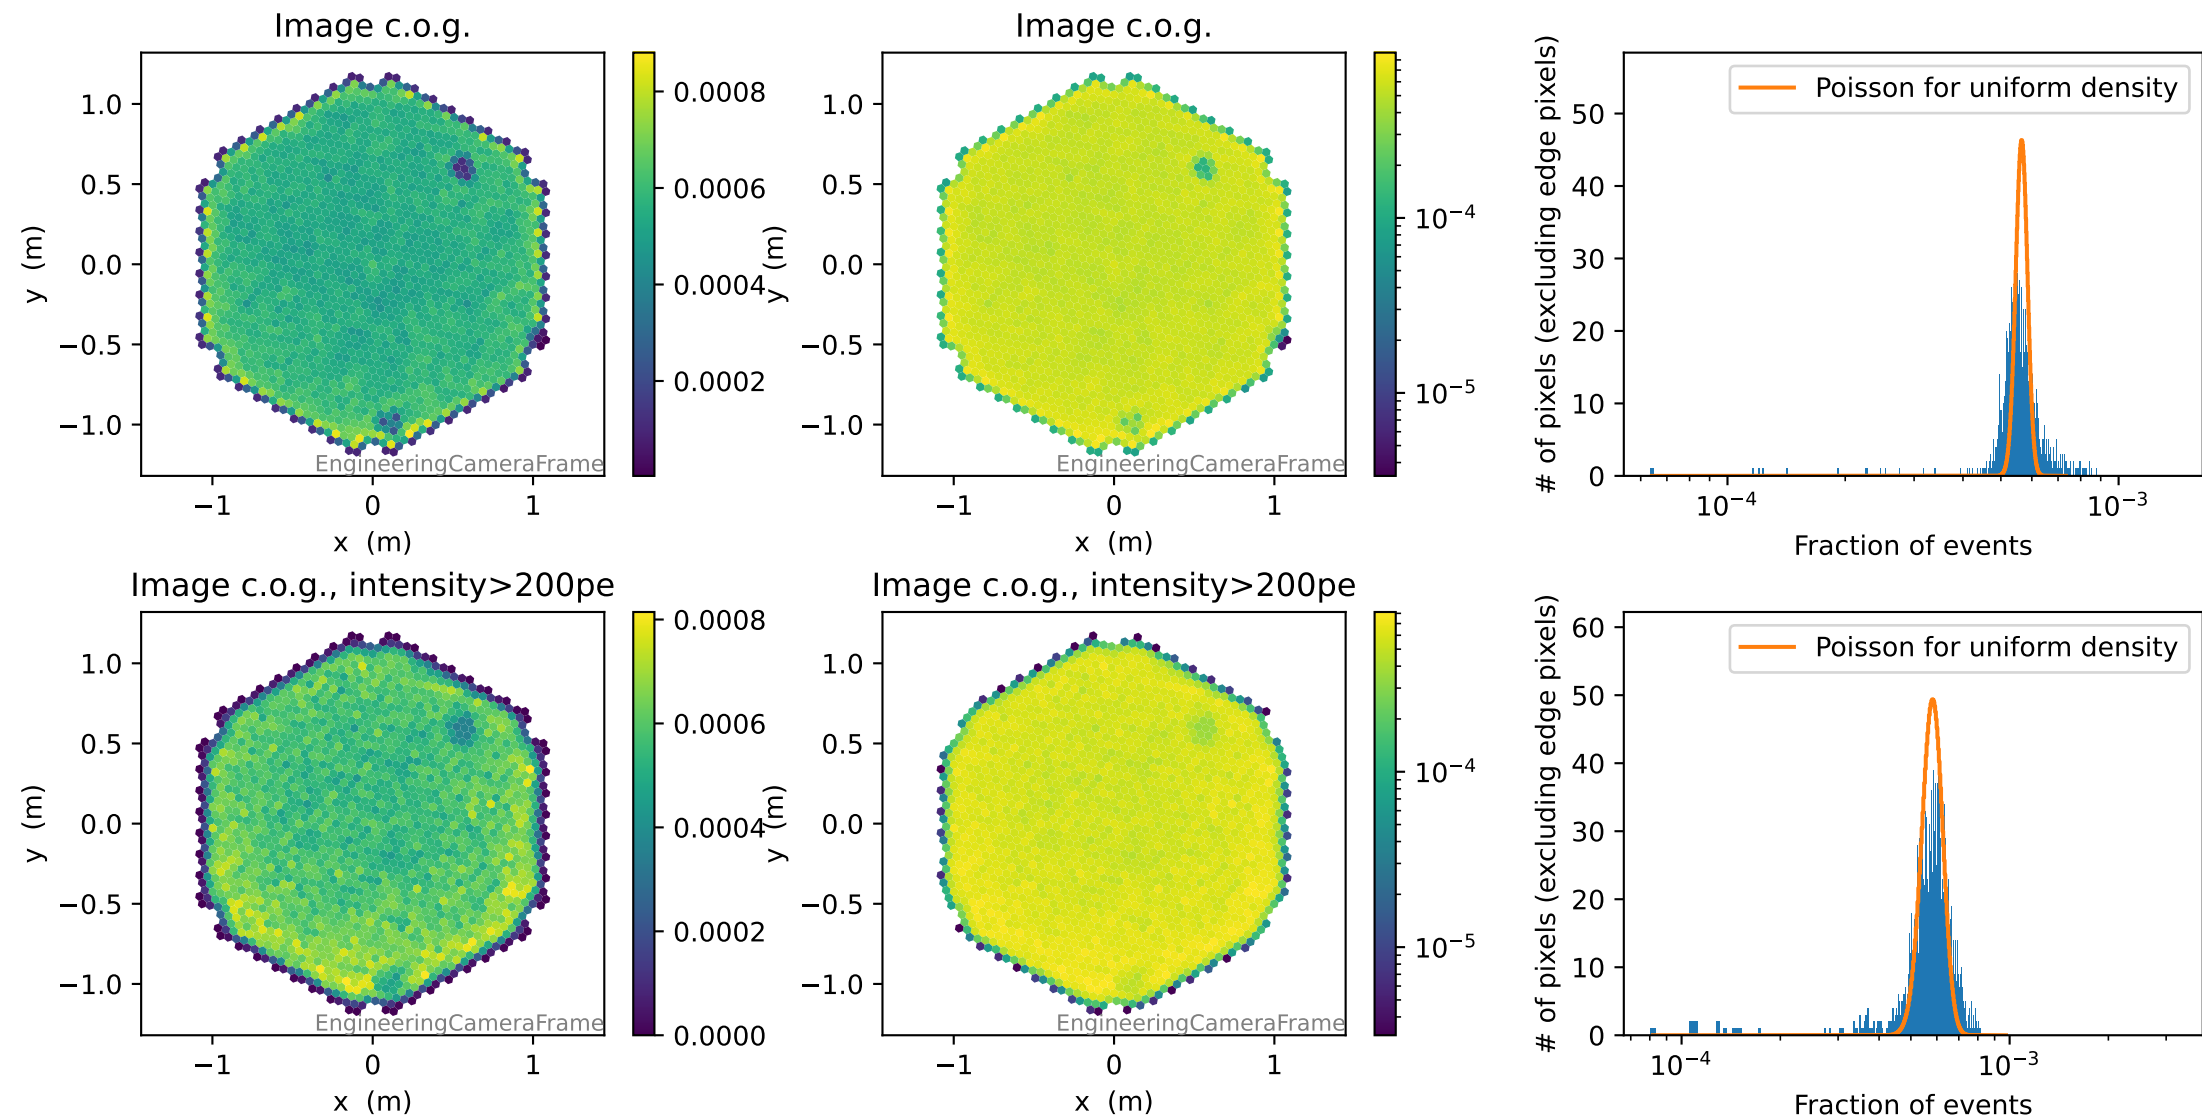 Image c.o.g.
1.0
0.5
0.0
−0.5
−1.0
y (m)
−1
0
1
x (m)
EngineeringCameraFrame
0.0008
0.0006
0.0004
0.0002
Image c.o.g.
1.0
0.5
0.0
−0.5
−1.0
y (m)
−1
0
1
x (m)
EngineeringCameraFrame
10−4
10−5
# of pixels (excluding edge pixels)
50
40
30
20
10
0
Poisson for uniform density
10−4
10−3
Fraction of events
Image c.o.g., intensity>200pe
1.0
0.5
0.0
−0.5
−1.0
y (m)
−1
0
1
x (m)
EngineeringCameraFrame
0.0008
0.0006
0.0004
0.0002
0.0000
Image c.o.g., intensity>200pe
1.0
0.5
0.0
−0.5
−1.0
y (m)
−1
0
1
x (m)
EngineeringCameraFrame
10−4
10−5
# of pixels (excluding edge pixels)
60
50
40
30
20
10
0
Poisson for uniform density
10−4
10−3
Fraction of events